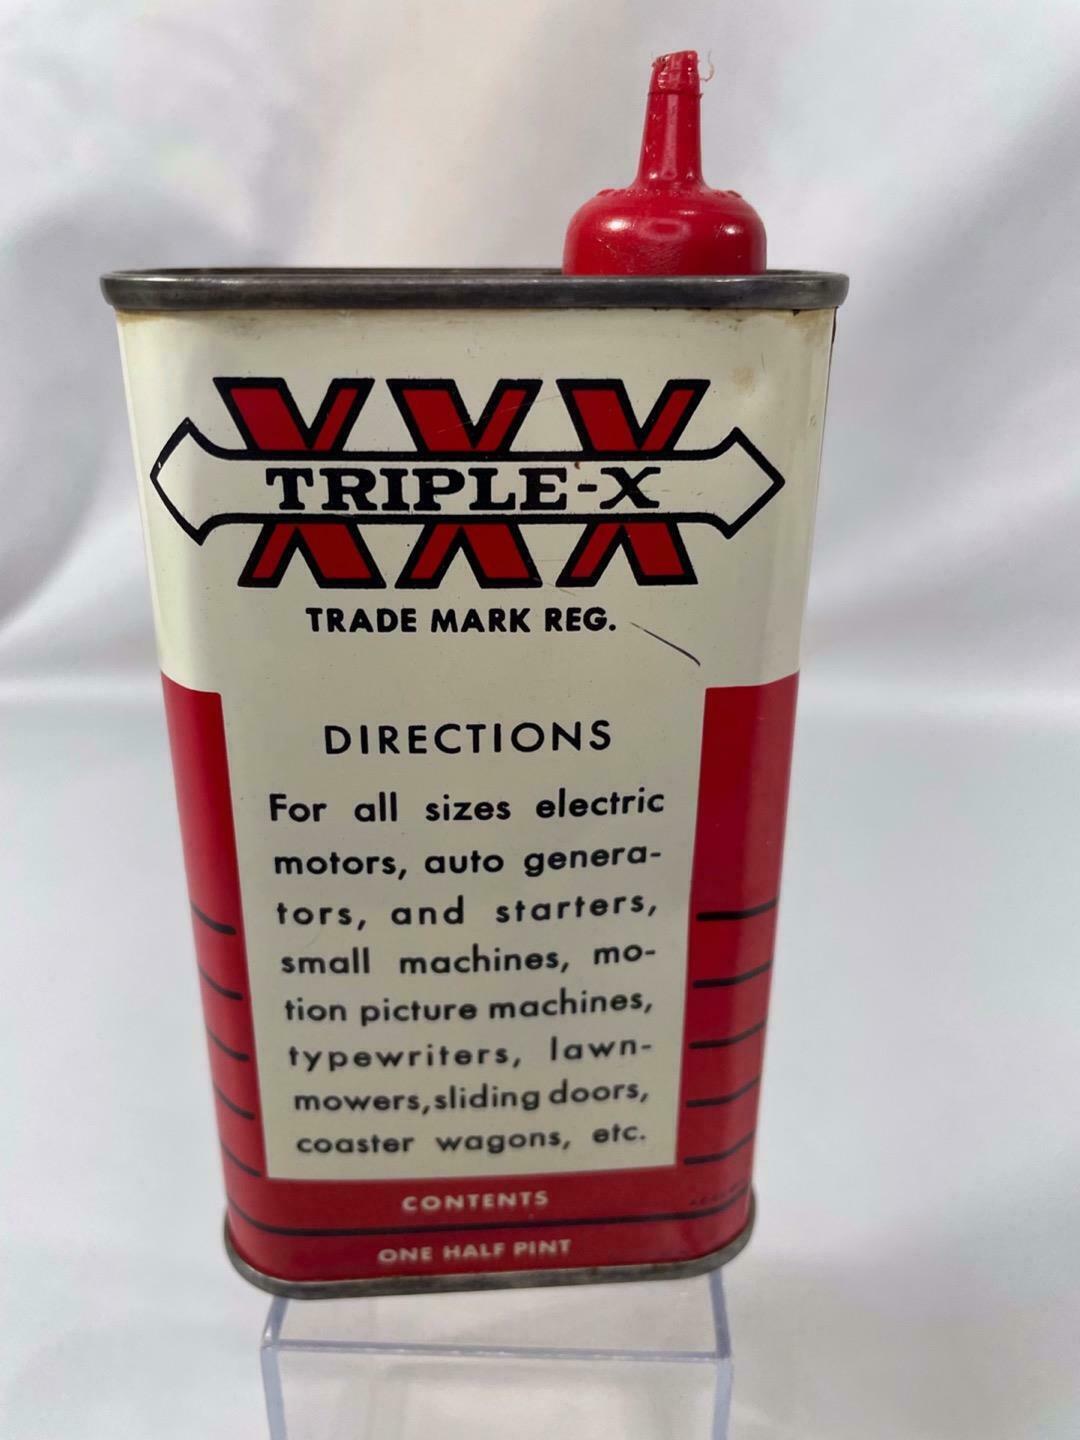 XXX
TRIPLE-X
TRADE MARK REG.
DIRECTIONS
For all sizes electric
motors, auto genera-
tors, and starters,
small machines, mo-
tion picture machines,
typewriters, lawn-
mowers, sliding doors,
coaster wagons, etc.
CONTENTS
ONE HALF PINT